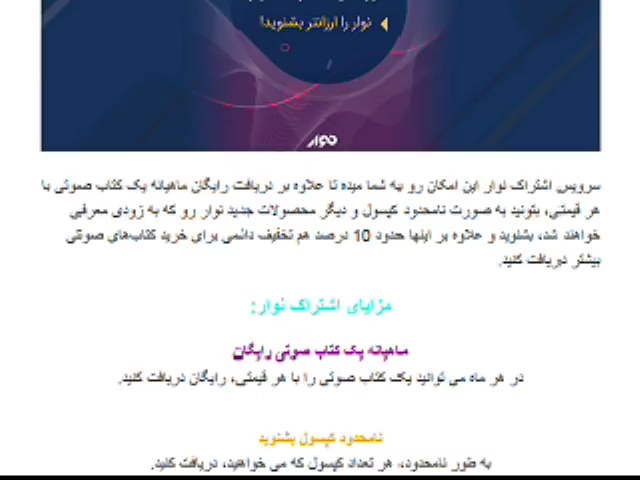 نوار را ارزانتر بشنوید!
نوار
سرویس اشتراک نوار این امکان رو به شما میده تا علاوه بر دریافت رایگان ماهیانه یک کتاب صوتی با
هر قیمتی، بتونید به صورت نامحدود کپسول و دیگر محصولات جدید نوار رو که به زودی معرفی
خواهند شد، بشنوید و علاوه بر اینها حدود 10 درصد هم تخفیف دائمی برای خرید کتاب‌های صوتی
بیشتر دریافت کنید.
مزایای اشتراک نوار:
ماهیانه یک کتاب صوتی رایگان
در هر ماه می توانید یک کتاب صوتی را با هر قیمتی، رایگان دریافت کنید.
نامحدود کپسول بشنوید
به طور نامحدود، هر تعداد کپسول که می خواهید، دریافت کنید.